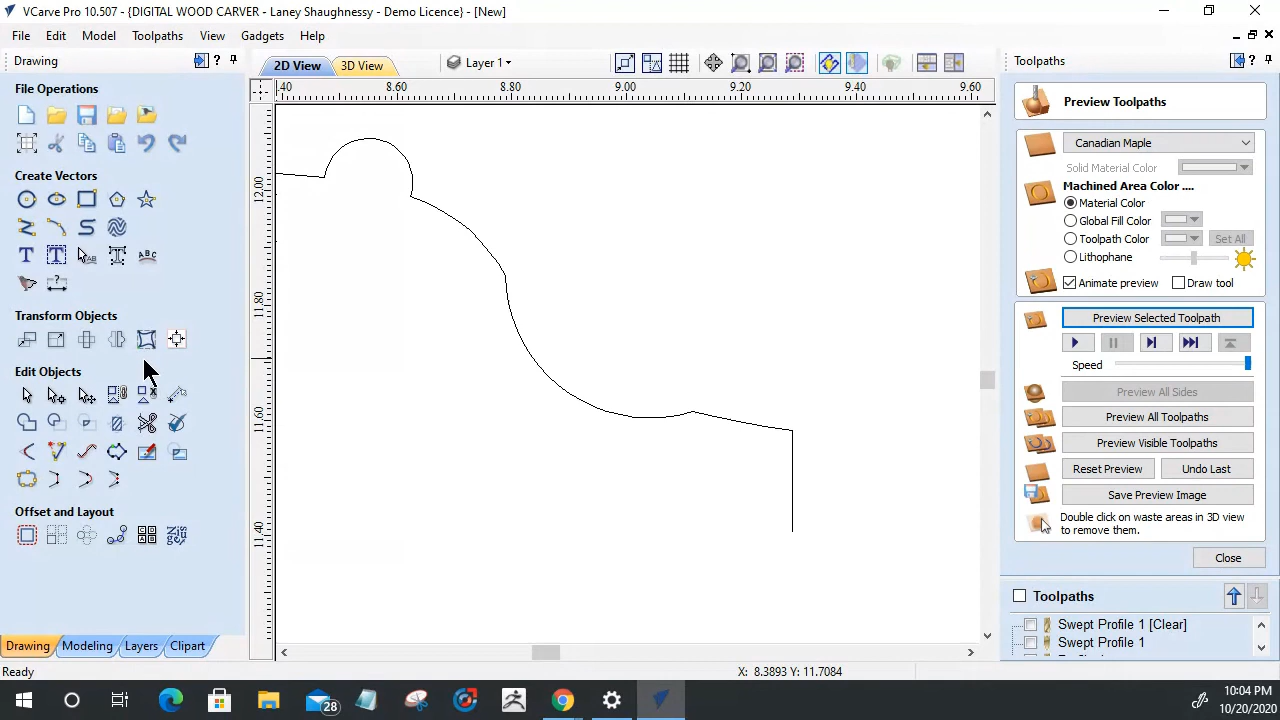 VCarve Pro 10.507 - {DIGITAL WOOD CARVER - Laney Shaughnessy - Demo Licence} - [New]
File Edit Model Toolpaths View Gadgets Help
Drawing
File Operations
Create Vectors
Transform Objects
Edit Objects
Offset and Layout
Drawing Modeling Layers Clipart
2D View 3D View Layer 1
.40 8.60 8.80 9.00 9.20 9.40 9.60
12.00
11.80
11.60
11.40
Toolpaths
Preview Toolpaths
Canadian Maple
Solid Material Color
Machined Area Color ....
Material Color
Global Fill Color
Toolpath Color Set All
Lithophane
Animate preview Draw tool
Preview Selected Toolpath
Speed
Preview All Sides
Preview All Toolpaths
Preview Visible Toolpaths
Reset Preview Undo Last
Save Preview Image
Double click on waste areas in 3D view
to remove them.
Close
Toolpaths
Swept Profile 1 [Clear]
Swept Profile 1
Ready X: 8.3893 Y: 11.7084
28
10:04 PM
10/20/2020